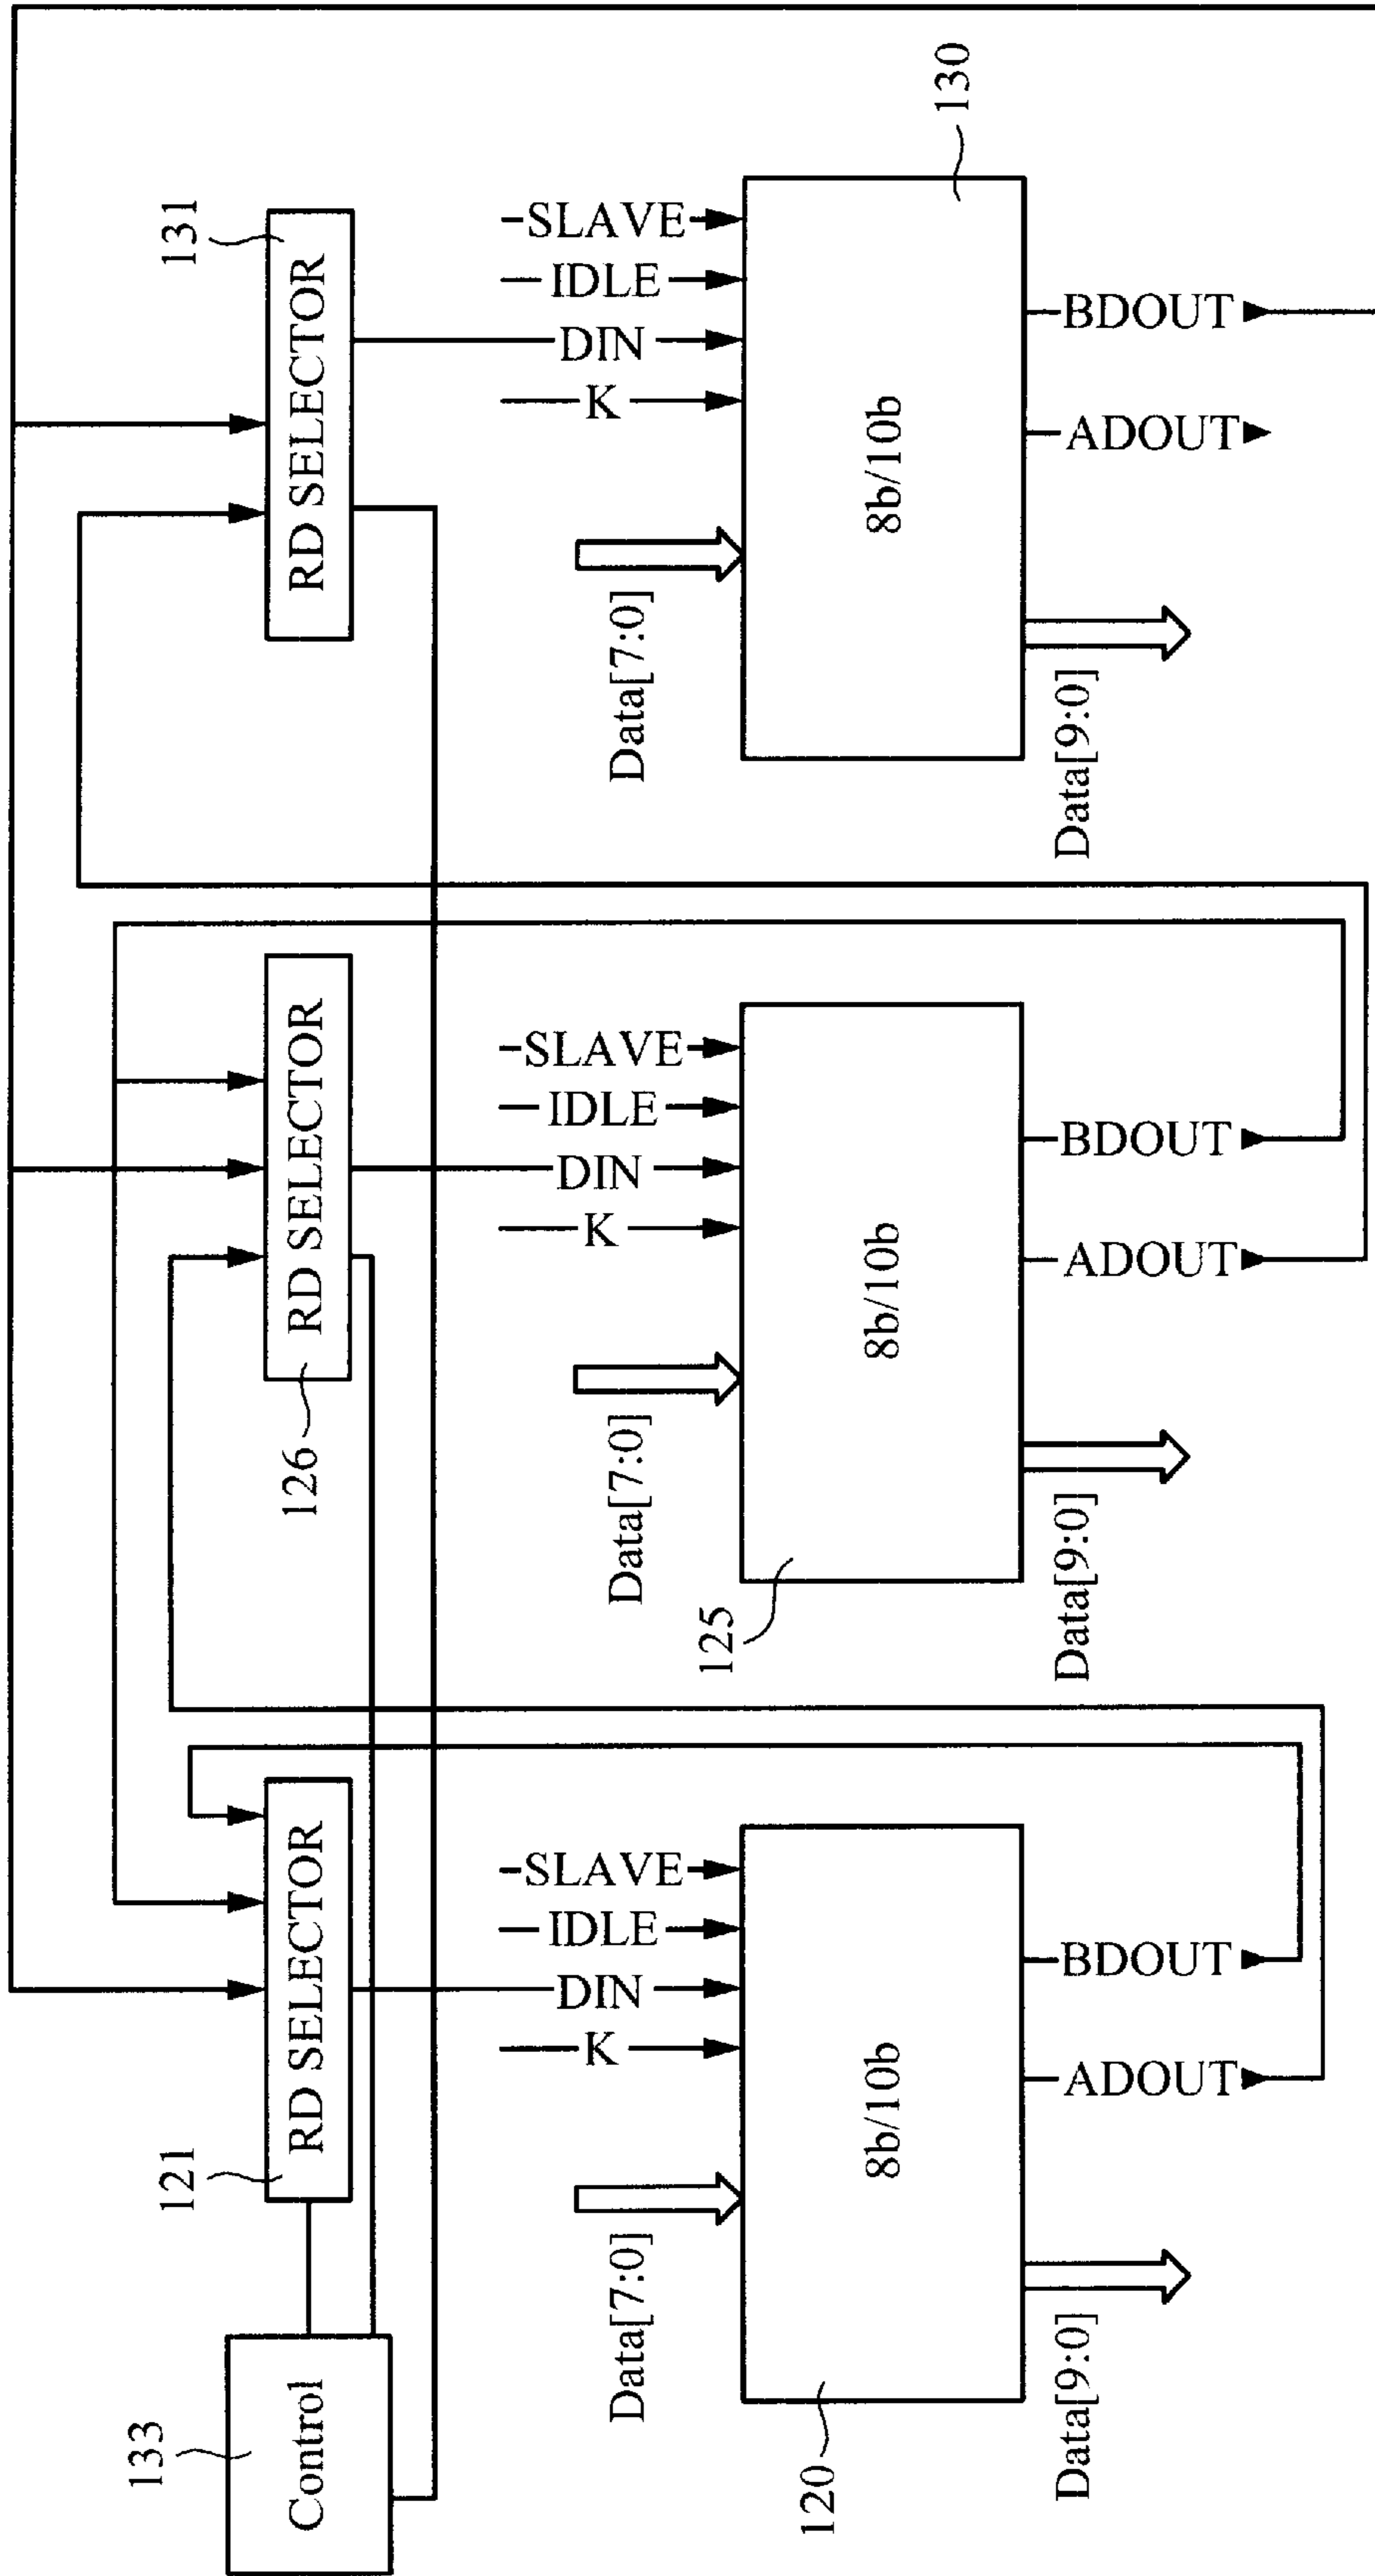 133
Control
121
RD SELECTOR
126
RD SELECTOR
131
RD SELECTOR
Data[7:0]
K
DIN
IDLE
SLAVE
Data[7:0]
K
DIN
IDLE
SLAVE
Data[7:0]
K
DIN
IDLE
SLAVE
120
8b/10b
125
8b/10b
130
8b/10b
Data[9:0]
ADOUT
BDOUT
Data[9:0]
ADOUT
BDOUT
Data[9:0]
ADOUT
BDOUT